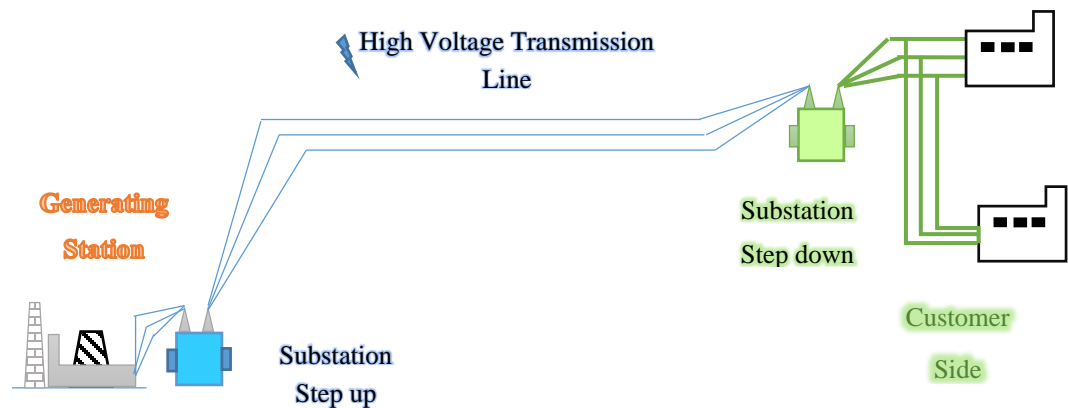 High Voltage Transmission
Line
Generating
Station
Substation
Step down
Customer
Side
Substation
Step up